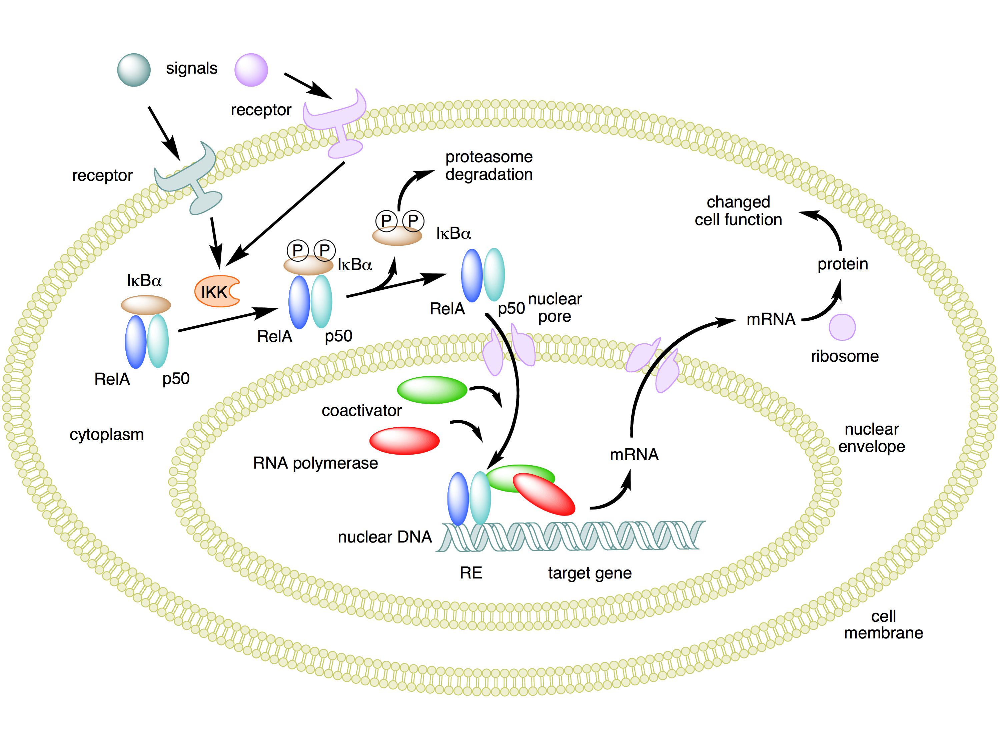 signals
receptor
receptor
proteasome
degradation
changed
cell function
P P
IκBα
P P
IκBα
protein
IκBα
IKK
RelA
p50
nuclear
pore
mRNA
RelA
p50
ribosome
RelA
p50
coactivator
cytoplasm
nuclear
envelope
RNA polymerase
mRNA
nuclear DNA
RE
target gene
cell
membrane